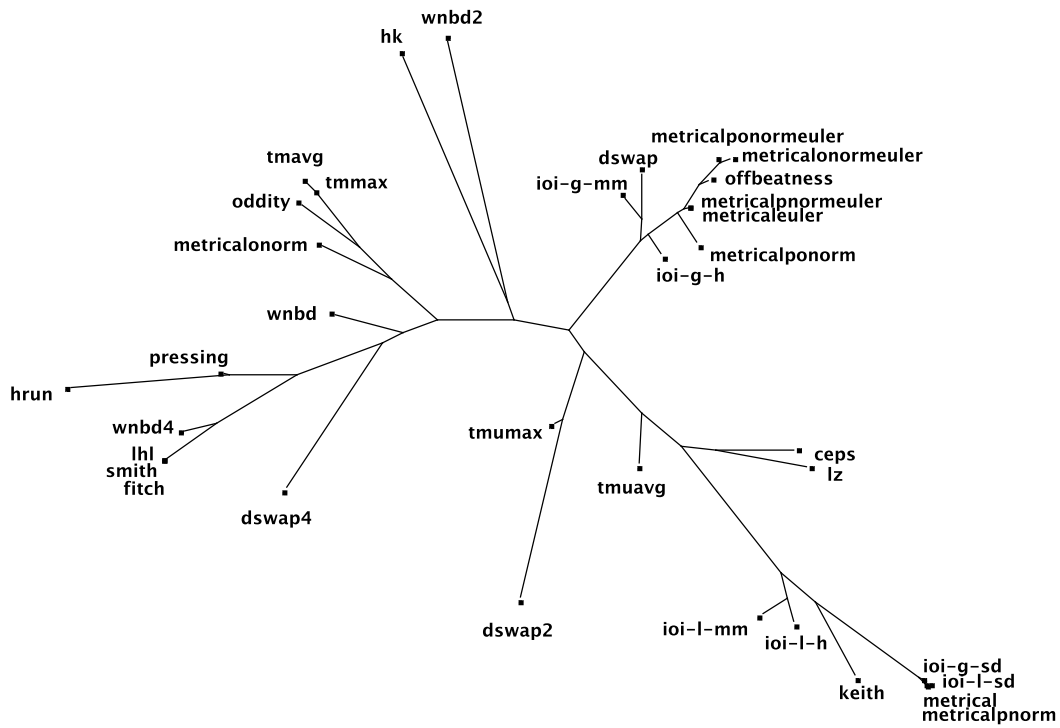 wnbd2
hk
metricalponormeuler
tmavg
dswap
metricalonormeuler
offbeatness
tmmax
ioi-g-mm
oddity
metricalpnormeuler
metricaleuler
metricalonorm
metricalponorm
ioi-g-h
wnbd
pressing
hrun
wnbd4
tmumax
lhl
ceps
smith
lz
fitch
tmuavg
dswap4
dswap2
ioi-l-mm
ioi-l-h
ioi-g-sd
ioi-l-sd
keith
metrical
metricalpnorm